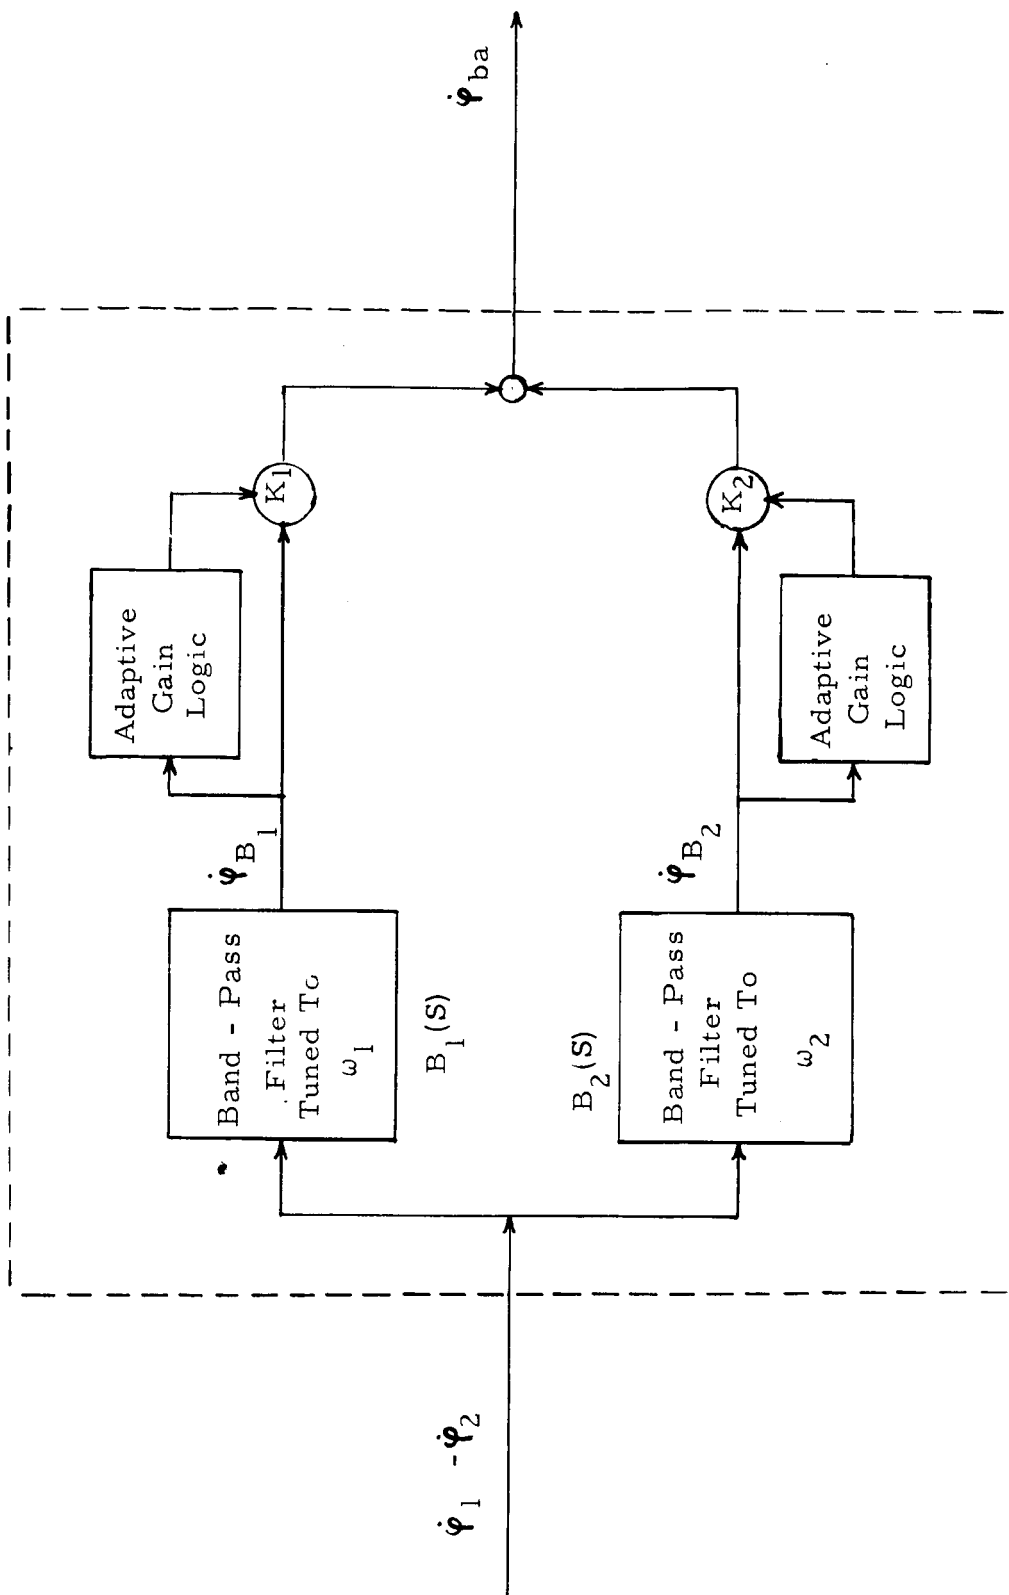 φ̇₁ -φ̇₂
Band - Pass
Filter
Tuned To
ω₁
B₁(S)
φ̇B₁
Adaptive
Gain
Logic
K₁
B₂(S)
Band - Pass
Filter
Tuned To
ω₂
φ̇B₂
Adaptive
Gain
Logic
K₂
φ̇ba